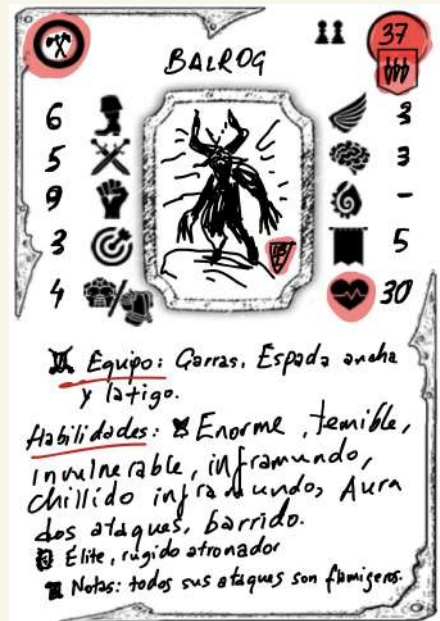 37
BALROG
6 3
5 3
9 -
3 5
4 30
Equipo: Garras, Espada ancha
y latigo.
Habilidades: Enorme, temible,
invulnerable, inframundo,
chillido inframundo, Aura
dos ataques, barrido.
Élite, rugido atronador
Notas: todos sus ataques son flamigeros.